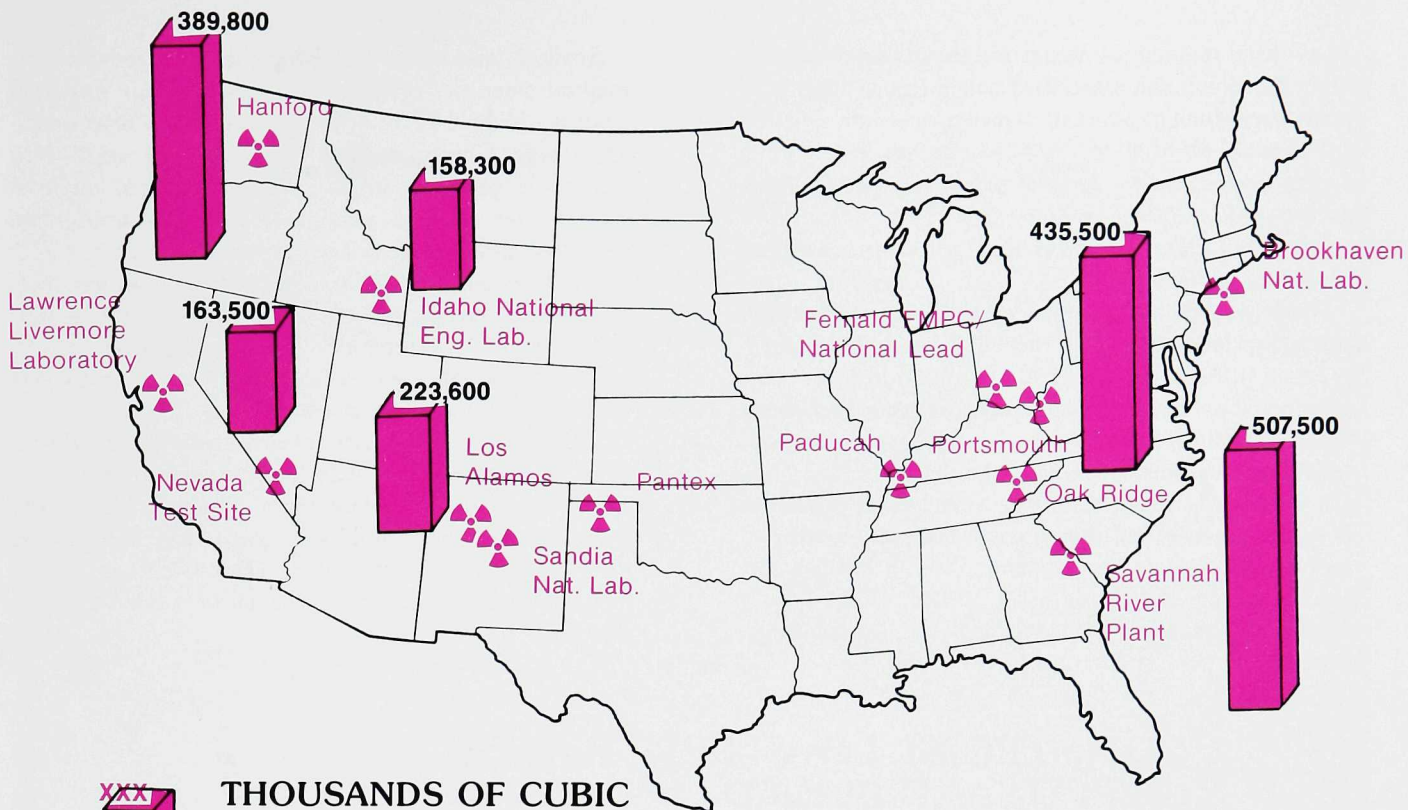 389,800
Hanford
158,300
435,500
Brookhaven
Nat. Lab.
Lawrence
Livermore
Laboratory
163,500
Idaho National
Eng. Lab.
Fernald FMPC/
National Lead
223,600
507,500
Paducah
Portsmouth
Los
Alamos
Nevada
Test Site
Pantex
Oak Ridge
Sandia
Nat. Lab.
Savannah
River
Plant
XXX
THOUSANDS OF CUBIC